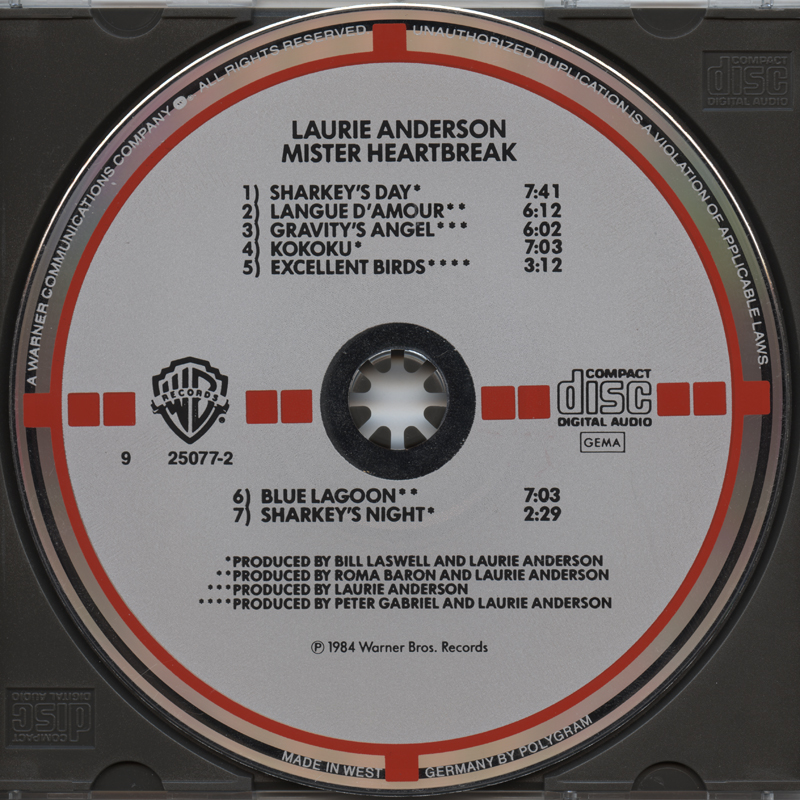 A WARNER COMMUNICATIONS COMPANY ALL RIGHTS RESERVED
UNAUTHORIZED DUPLICATION IS A VIOLATION OF APPLICABLE LAWS.
COMPACT
disc
DIGITAL AUDIO
LAURIE ANDERSON
MISTER HEARTBREAK
1) SHARKEY'S DAY* 7:41
2) LANGUE D'AMOUR** 6:12
3) GRAVITY'S ANGEL*** 6:02
4) KOKOKU* 7:03
5) EXCELLENT BIRDS**** 3:12
WB
RECORDS
®
COMPACT
disc
DIGITAL AUDIO
GEMA
9 25077-2
6) BLUE LAGOON** 7:03
7) SHARKEY'S NIGHT* 2:29
*PRODUCED BY BILL LASWELL AND LAURIE ANDERSON
**PRODUCED BY ROMA BARON AND LAURIE ANDERSON
***PRODUCED BY LAURIE ANDERSON
****PRODUCED BY PETER GABRIEL AND LAURIE ANDERSON
℗ 1984 Warner Bros. Records
COMPACT
disc
DIGITAL AUDIO
MADE IN WEST GERMANY BY POLYGRAM